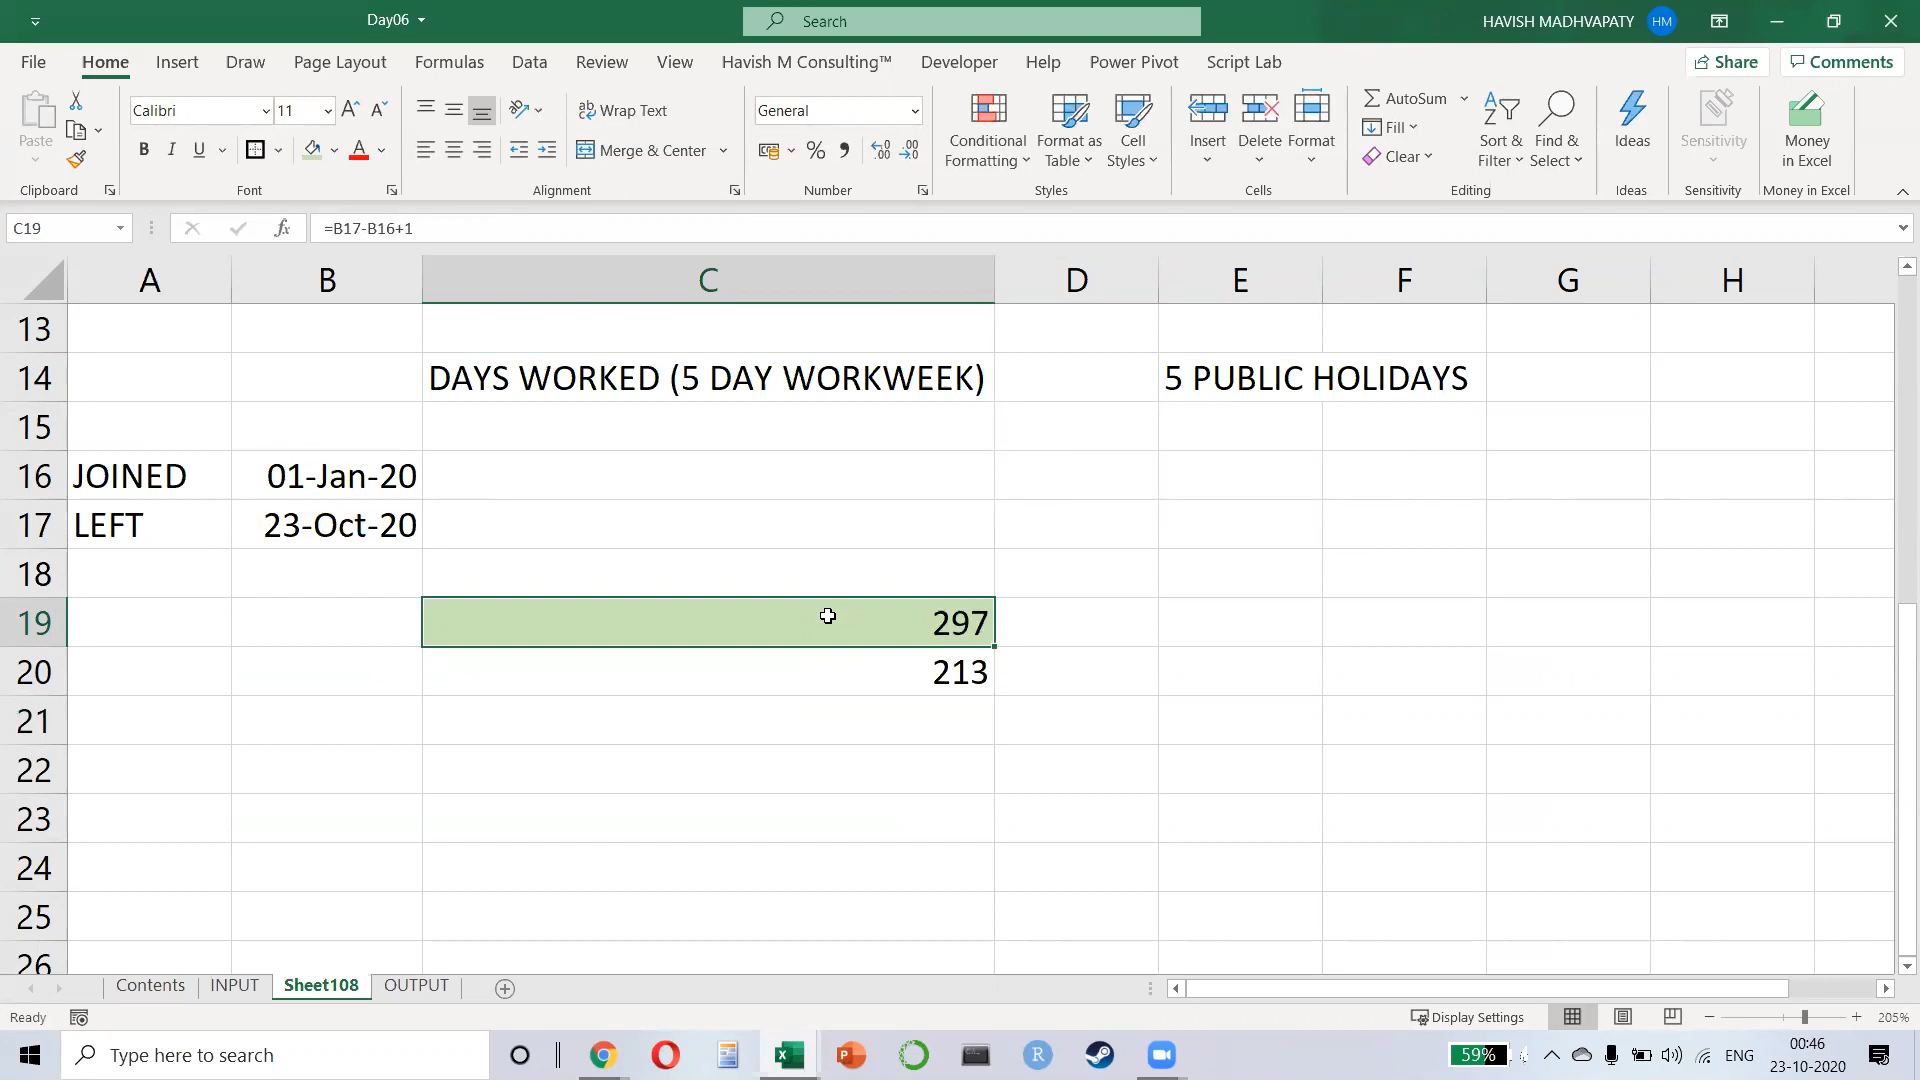 Day06
Search
HAVISH MADHVAPATY HM
File Home Insert Draw Page Layout Formulas Data Review View Havish M Consulting™ Developer Help Power Pivot Script Lab Share Comments
Paste
Calibri 11
B I U A
Wrap Text
Merge & Center
General
Conditional Formatting
Format as Table
Cell Styles
Insert
Delete
Format
AutoSum
Fill
Clear
Sort & Filter
Find & Select
Ideas
Sensitivity
Money in Excel
Clipboard Font Alignment Number Styles Cells Editing Ideas Sensitivity Money in Excel
C19 fx =B17-B16+1
A B C D E F G H
13
14 DAYS WORKED (5 DAY WORKWEEK) 5 PUBLIC HOLIDAYS
15
16 JOINED 01-Jan-20
17 LEFT 23-Oct-20
18
19 297
20 213
21
22
23
24
25
26
Contents INPUT Sheet108 OUTPUT
Ready Display Settings 205%
Type here to search 59% ENG 00:46
23-10-2020